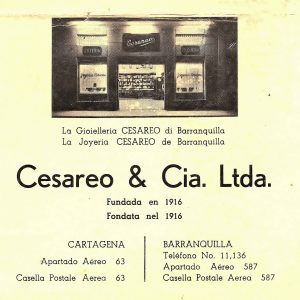 Cesareo
La Gioielleria CESAREO di Barranquilla
La Joyeria CESAREO de Barranquilla
Cesareo & Cia. Ltda.
Fundada en 1916
Fondata nel 1916
CARTAGENA
Apartado Aéreo 63
Casella Postale Aerea 63
BARRANQUILLA
Teléfono No. 11,136
Apartado Aéreo 587
Casella Postale Aerea 587